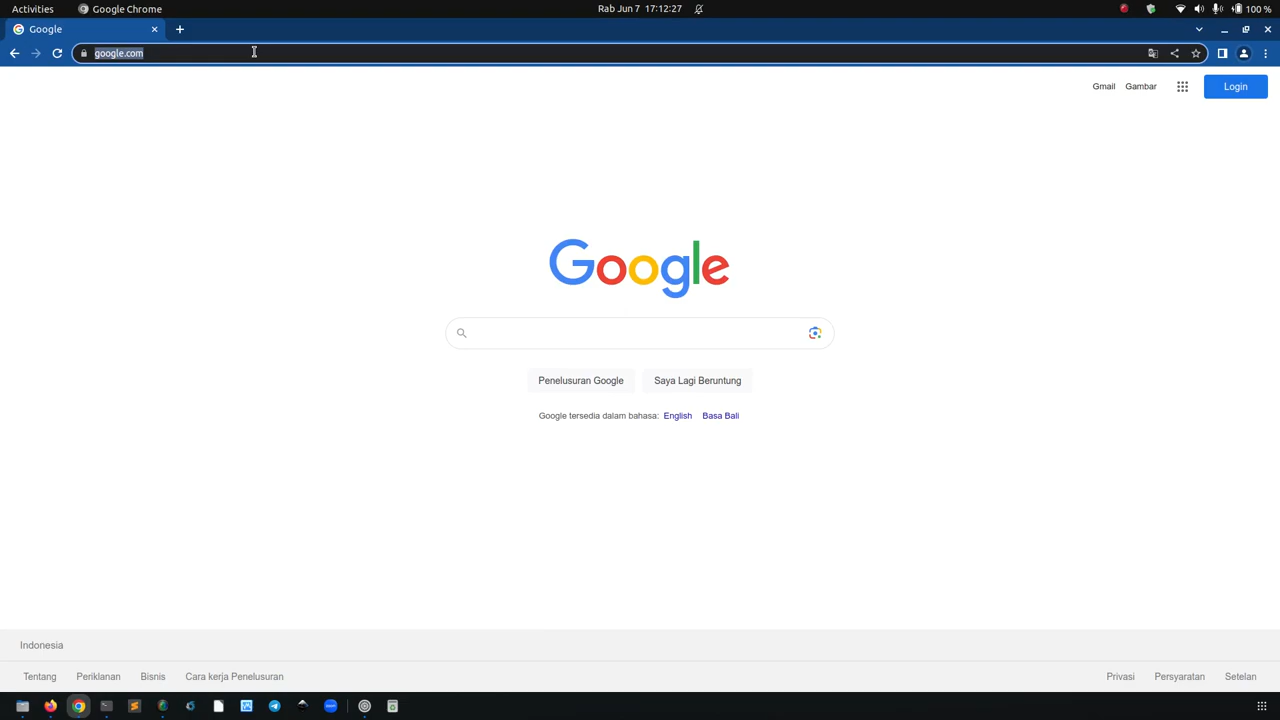 Activities
Google Chrome
Rab Jun 7 17:12:27
100 %
Google
google.com
Gmail
Gambar
Login
Google
Penelusuran Google
Saya Lagi Beruntung
Google tersedia dalam bahasa: English Basa Bali
Indonesia
Tentang
Periklanan
Bisnis
Cara kerja Penelusuran
Privasi
Persyaratan
Setelan